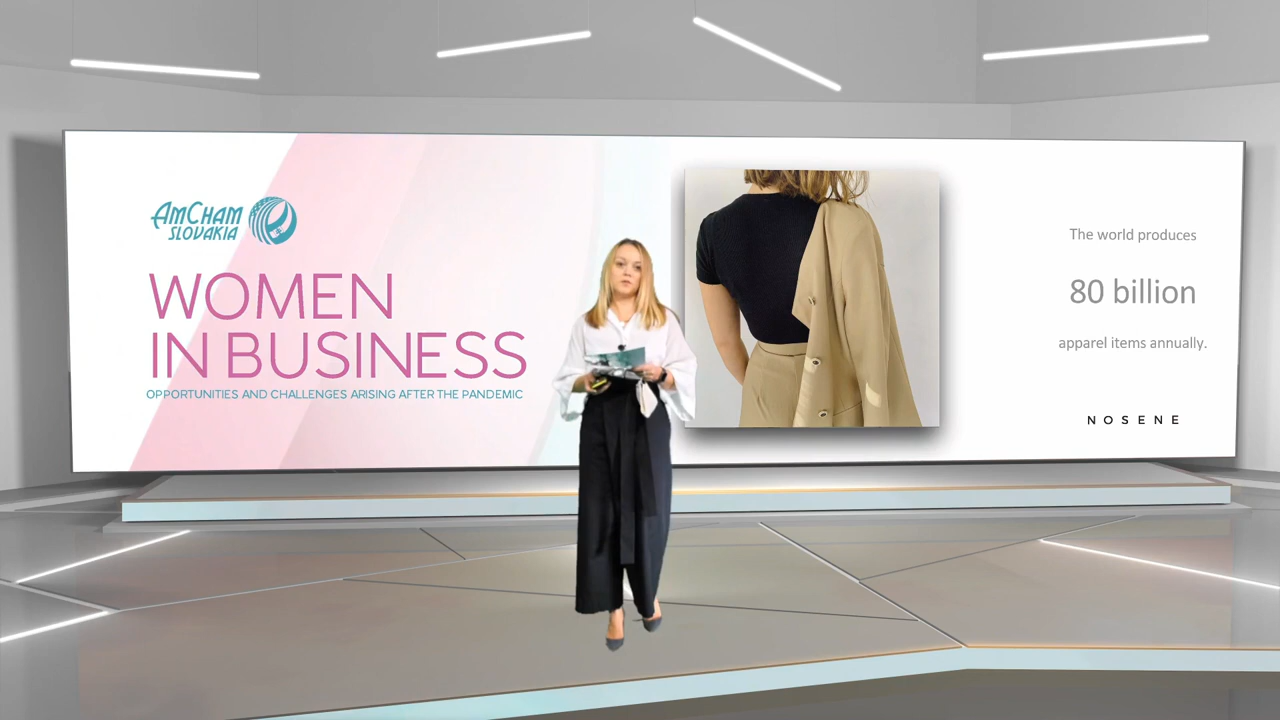 AMCHAM
SLOVAKIA
WOMEN
IN BUSINESS
OPPORTUNITIES AND CHALLENGES ARISING AFTER THE PANDEMIC
The world produces
80 billion
apparel items annually.
NOSENE